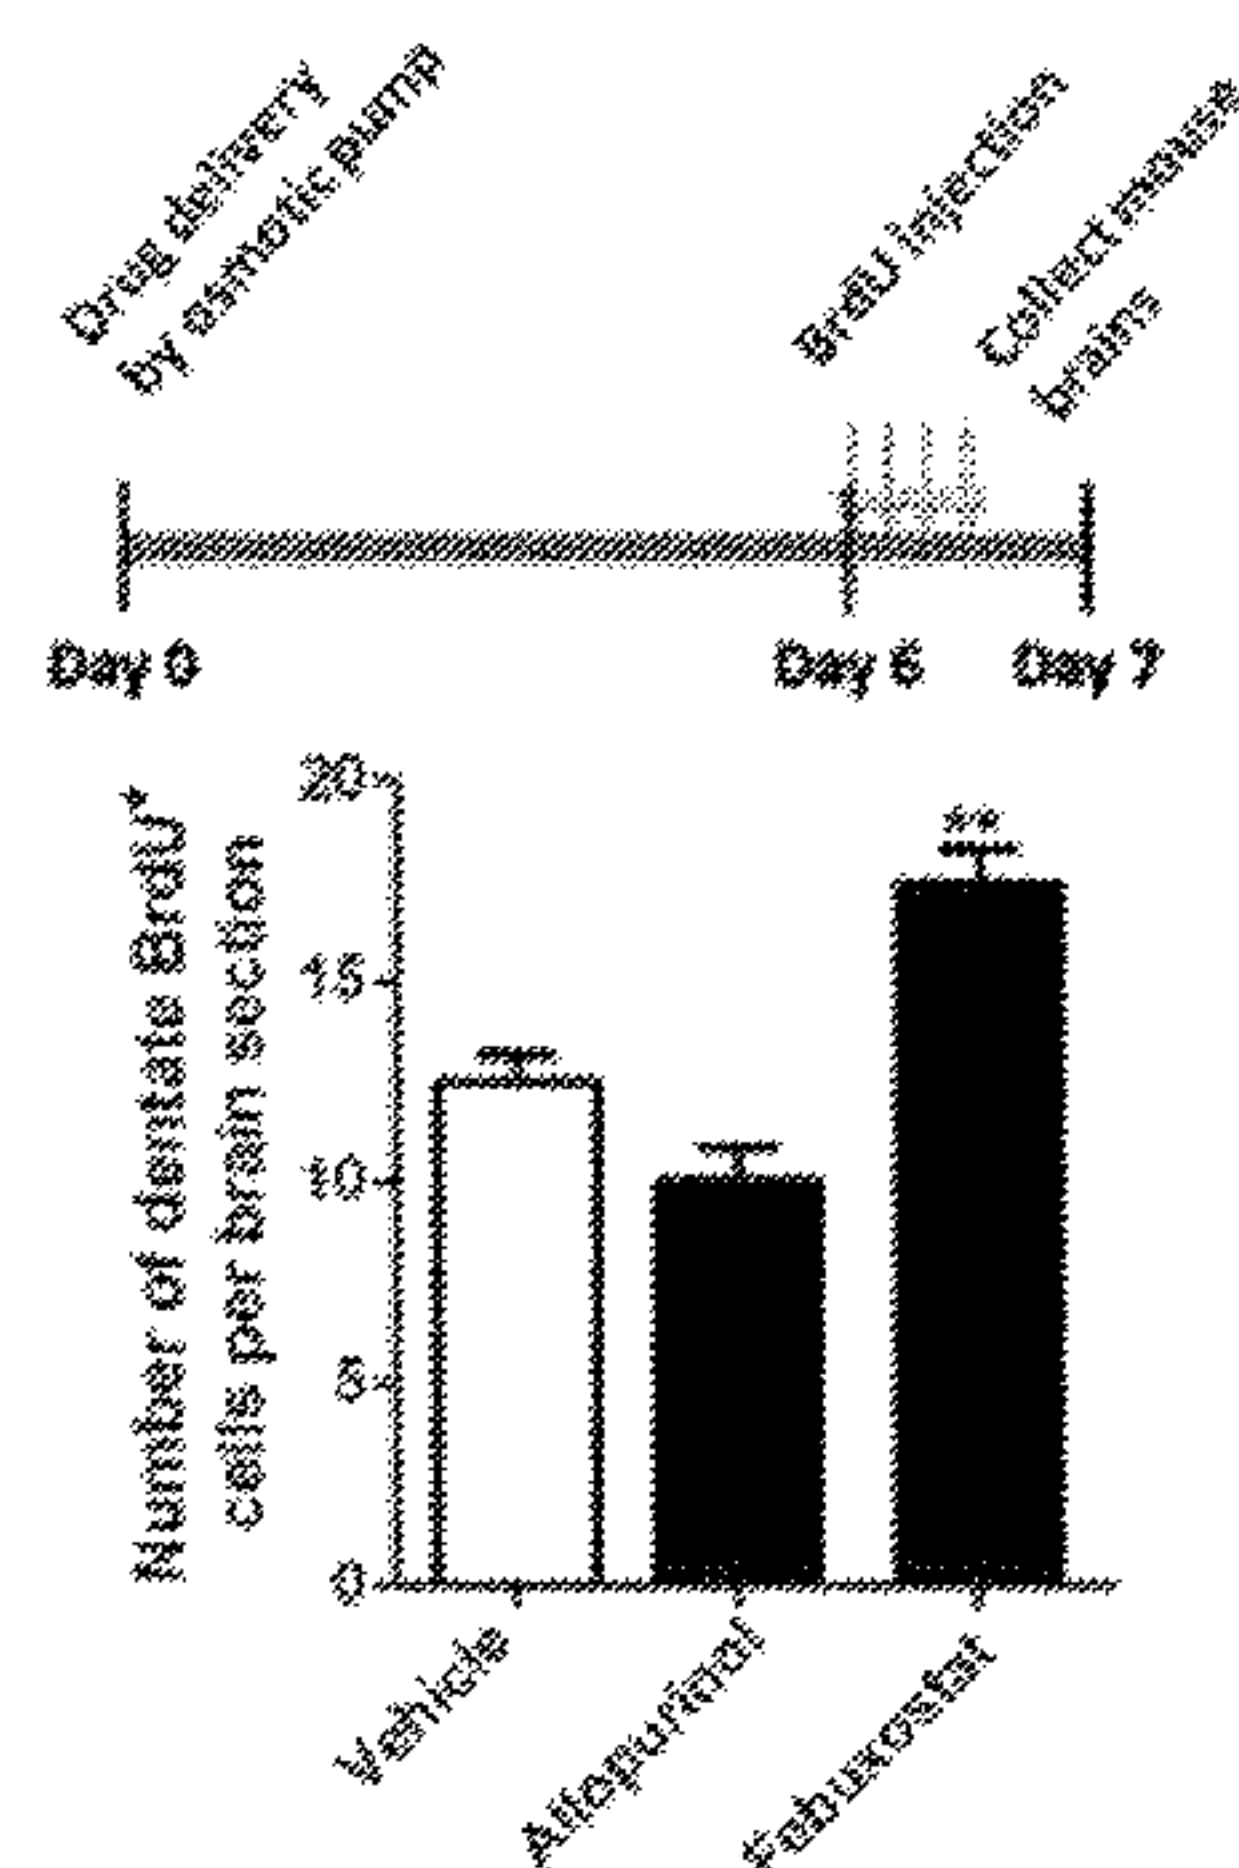 Drug delivery
by osmotic pump
BrdU injection
Collect mouse
brains
Day 0
Day 6
Day 7
Number of dentate BrdU+
cells per brain section
20
15
10
5
0
**
Vehicle
Allopurinol
Febuxostat